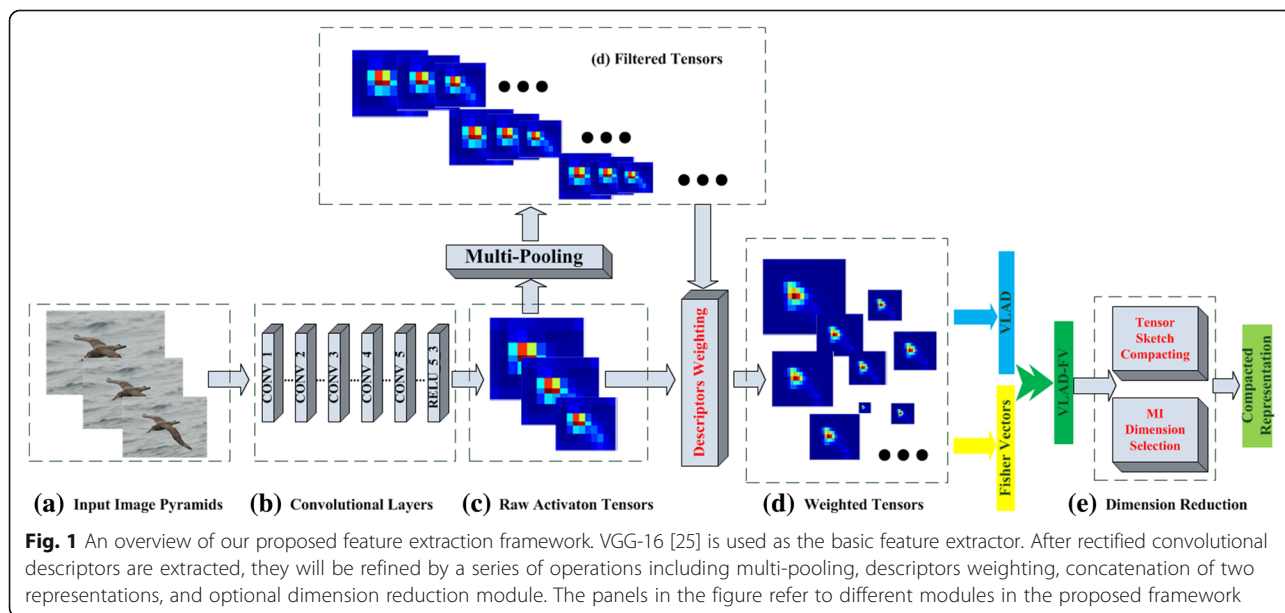 (d) Filtered Tensors
Multi-Pooling
CONV 1
CONV 2
CONV 3
CONV 4
CONV 5
RELU 5_3
Descriptors Weighting
VLAD
Fisher Vectors
VLAD-FV
Tensor
Sketch
Compacting
MI
Dimension
Selection
Compacted
Representation
(a) Input Image Pyramids
(b) Convolutional Layers
(c) Raw Activaton Tensors
(d) Weighted Tensors
(e) Dimension Reduction
Fig. 1 An overview of our proposed feature extraction framework. VGG-16 [25] is used as the basic feature extractor. After rectified convolutional
descriptors are extracted, they will be refined by a series of operations including multi-pooling, descriptors weighting, concatenation of two
representations, and optional dimension reduction module. The panels in the figure refer to different modules in the proposed framework